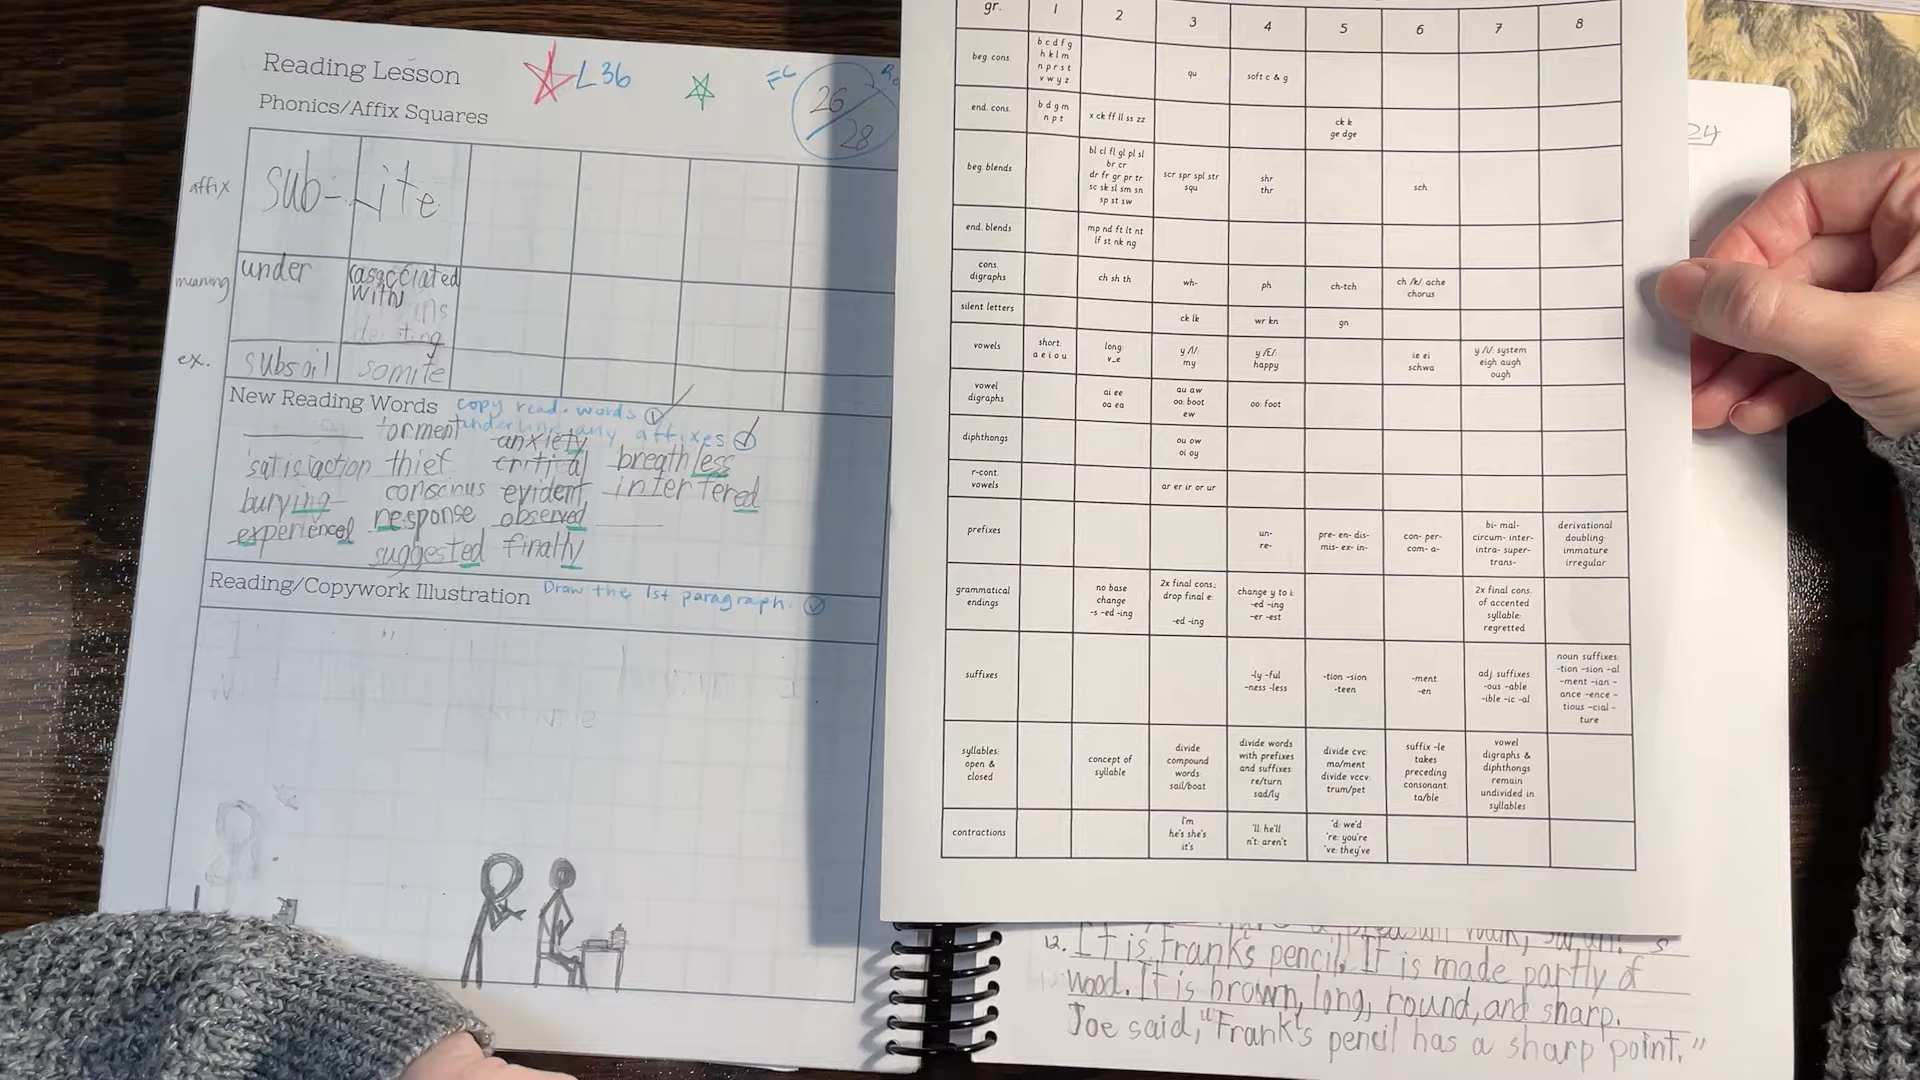 Reading Lesson
L36
26
28
Phonics/Affix Squares
affix
sub-
-ite
meaning
under
associated
with
ex.
subsoil
somite
New Reading Words
copy read. words
underline any affixes
torment anxiety
satisfaction thief critical breathless
burying conscious evident interfered
experienced response observed
suggested finally
Reading/Copywork Illustration
Draw the 1st paragraph.
gr. 1 2 3 4 5 6 7 8
beg. cons.
b c d f g
h k l m
n p r s t
v w y z
qu
soft c & g
end. cons.
b d g m
n p t
x ck ff ll ss zz
ck k
ge dge
beg. blends
bl cl fl gl pl sl
br cr
dr fr gr pr tr
sc sk sl sm sn
sp st sw
scr spr spl str
squ
shr
thr
sch
end. blends
mp nd ft lt nt
lf st nk ng
cons.
digraphs
ch sh th
wh-
ph
ch-tch
ch /k/: ache
chorus
silent letters
ck lk
wr kn
gn
vowels
short:
a e i o u
long:
v_e
y /I/:
my
y /E/:
happy
ie ei
schwa
y /i/: system
eigh augh
ough
vowel
digraphs
ai ee
oa ea
au aw
oo: boot
ew
oo: foot
diphthongs
ou ow
oi oy
r-cont.
vowels
ar er ir or ur
prefixes
un-
re-
pre- en- dis-
mis- ex- in-
con- per-
com- a-
bi- mal-
circum- inter-
intra- super-
trans-
derivational
doubling:
immature
irregular
grammatical
endings
no base
change
-s -ed -ing
2x final cons.;
drop final e:
-ed -ing
change y to i:
-ed -ing
-er -est
2x final cons.
of accented
syllable:
regretted
suffixes
-ly -ful
-ness -less
-tion -sion
-teen
-ment
-en
adj suffixes:
-ous -able
-ible -ic -al
noun suffixes:
-tion -sion -al
-ment -ian -
ance -ence -
tious -cial -
ture
syllables:
open &
closed
concept of
syllable
divide
compound
words:
sail/boat
divide words
with prefixes
and suffixes:
re/turn
sad/ly
divide cvc:
mo/ment
divide vccv:
trum/pet
suffix -le
takes
preceding
consonant:
ta/ble
vowel
digraphs &
diphthongs
remain
undivided in
syllables
contractions
I'm
he's she's
it's
'll: he'll
n't: aren't
'd: we'd
're: you're
've: they've
24
12. It is Frank's pencil. It is made partly of
wood. It is brown, long, round, and sharp.
Joe said, "Frank's pencil has a sharp point."